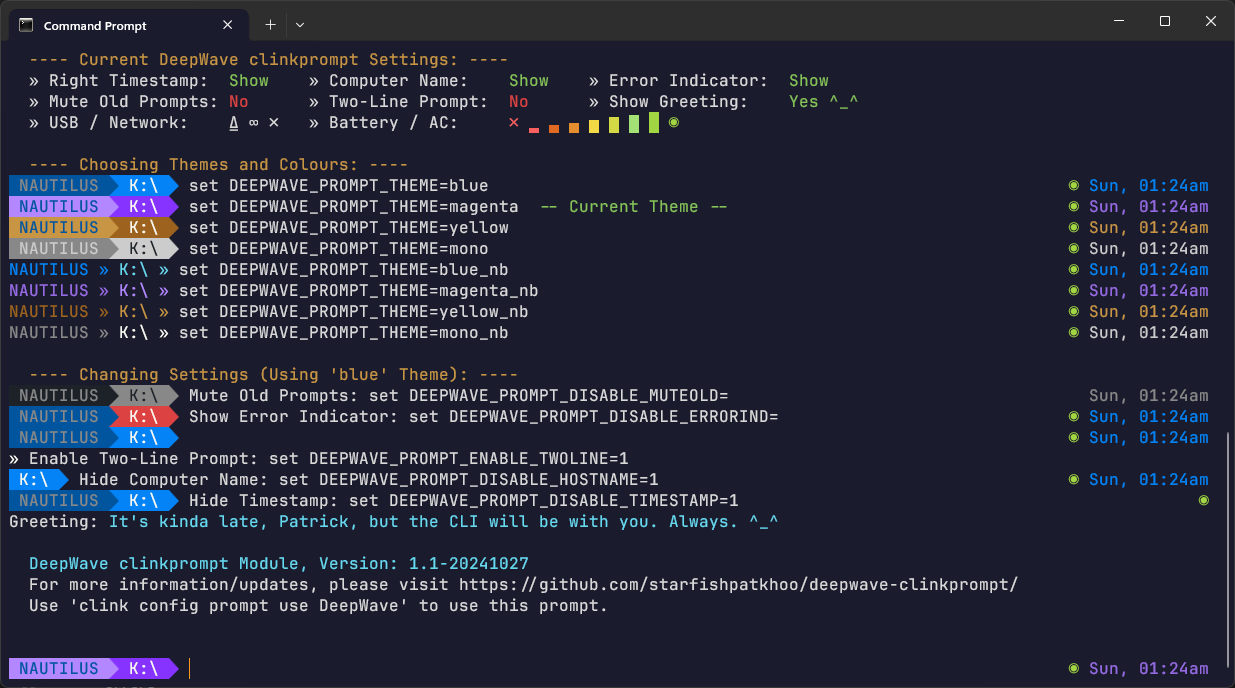 Command Prompt
---- Current DeepWave clinkprompt Settings: ----
» Right Timestamp: Show » Computer Name: Show » Error Indicator: Show
» Mute Old Prompts: No » Two-Line Prompt: No » Show Greeting: Yes ^_^
» USB / Network: Δ ∞ × » Battery / AC: × ▁ ▂ ▃ ▄ ▅ ▆ ▇ ◉
---- Choosing Themes and Colours: ----
NAUTILUS K:\ set DEEPWAVE_PROMPT_THEME=blue ◉ Sun, 01:24am
NAUTILUS K:\ set DEEPWAVE_PROMPT_THEME=magenta -- Current Theme -- ◉ Sun, 01:24am
NAUTILUS K:\ set DEEPWAVE_PROMPT_THEME=yellow ◉ Sun, 01:24am
NAUTILUS K:\ set DEEPWAVE_PROMPT_THEME=mono ◉ Sun, 01:24am
NAUTILUS » K:\ » set DEEPWAVE_PROMPT_THEME=blue_nb ◉ Sun, 01:24am
NAUTILUS » K:\ » set DEEPWAVE_PROMPT_THEME=magenta_nb ◉ Sun, 01:24am
NAUTILUS » K:\ » set DEEPWAVE_PROMPT_THEME=yellow_nb ◉ Sun, 01:24am
NAUTILUS » K:\ » set DEEPWAVE_PROMPT_THEME=mono_nb ◉ Sun, 01:24am
---- Changing Settings (Using 'blue' Theme): ----
NAUTILUS K:\ Mute Old Prompts: set DEEPWAVE_PROMPT_DISABLE_MUTEOLD= Sun, 01:24am
NAUTILUS K:\ Show Error Indicator: set DEEPWAVE_PROMPT_DISABLE_ERRORIND= ◉ Sun, 01:24am
NAUTILUS K:\ ◉ Sun, 01:24am
» Enable Two-Line Prompt: set DEEPWAVE_PROMPT_ENABLE_TWOLINE=1
K:\ Hide Computer Name: set DEEPWAVE_PROMPT_DISABLE_HOSTNAME=1 ◉ Sun, 01:24am
NAUTILUS K:\ Hide Timestamp: set DEEPWAVE_PROMPT_DISABLE_TIMESTAMP=1 ◉
Greeting: It's kinda late, Patrick, but the CLI will be with you. Always. ^_^
DeepWave clinkprompt Module, Version: 1.1-20241027
For more information/updates, please visit https://github.com/starfishpatkhoo/deepwave-clinkprompt/
Use 'clink config prompt use DeepWave' to use this prompt.
NAUTILUS K:\ ◉ Sun, 01:24am